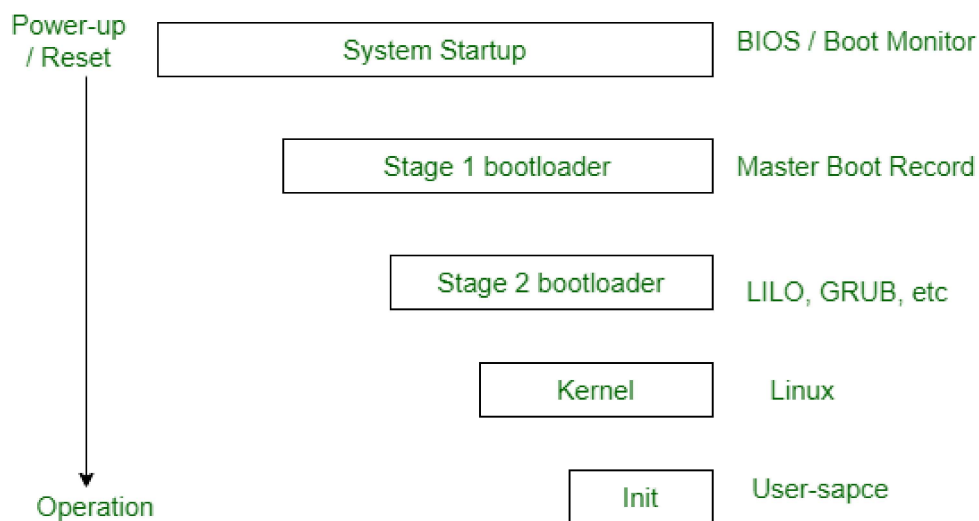 Power-up
/ Reset
System Startup
BIOS / Boot Monitor
Stage 1 bootloader
Master Boot Record
Stage 2 bootloader
LILO, GRUB, etc
Kernel
Linux
Operation
Init
User-sapce